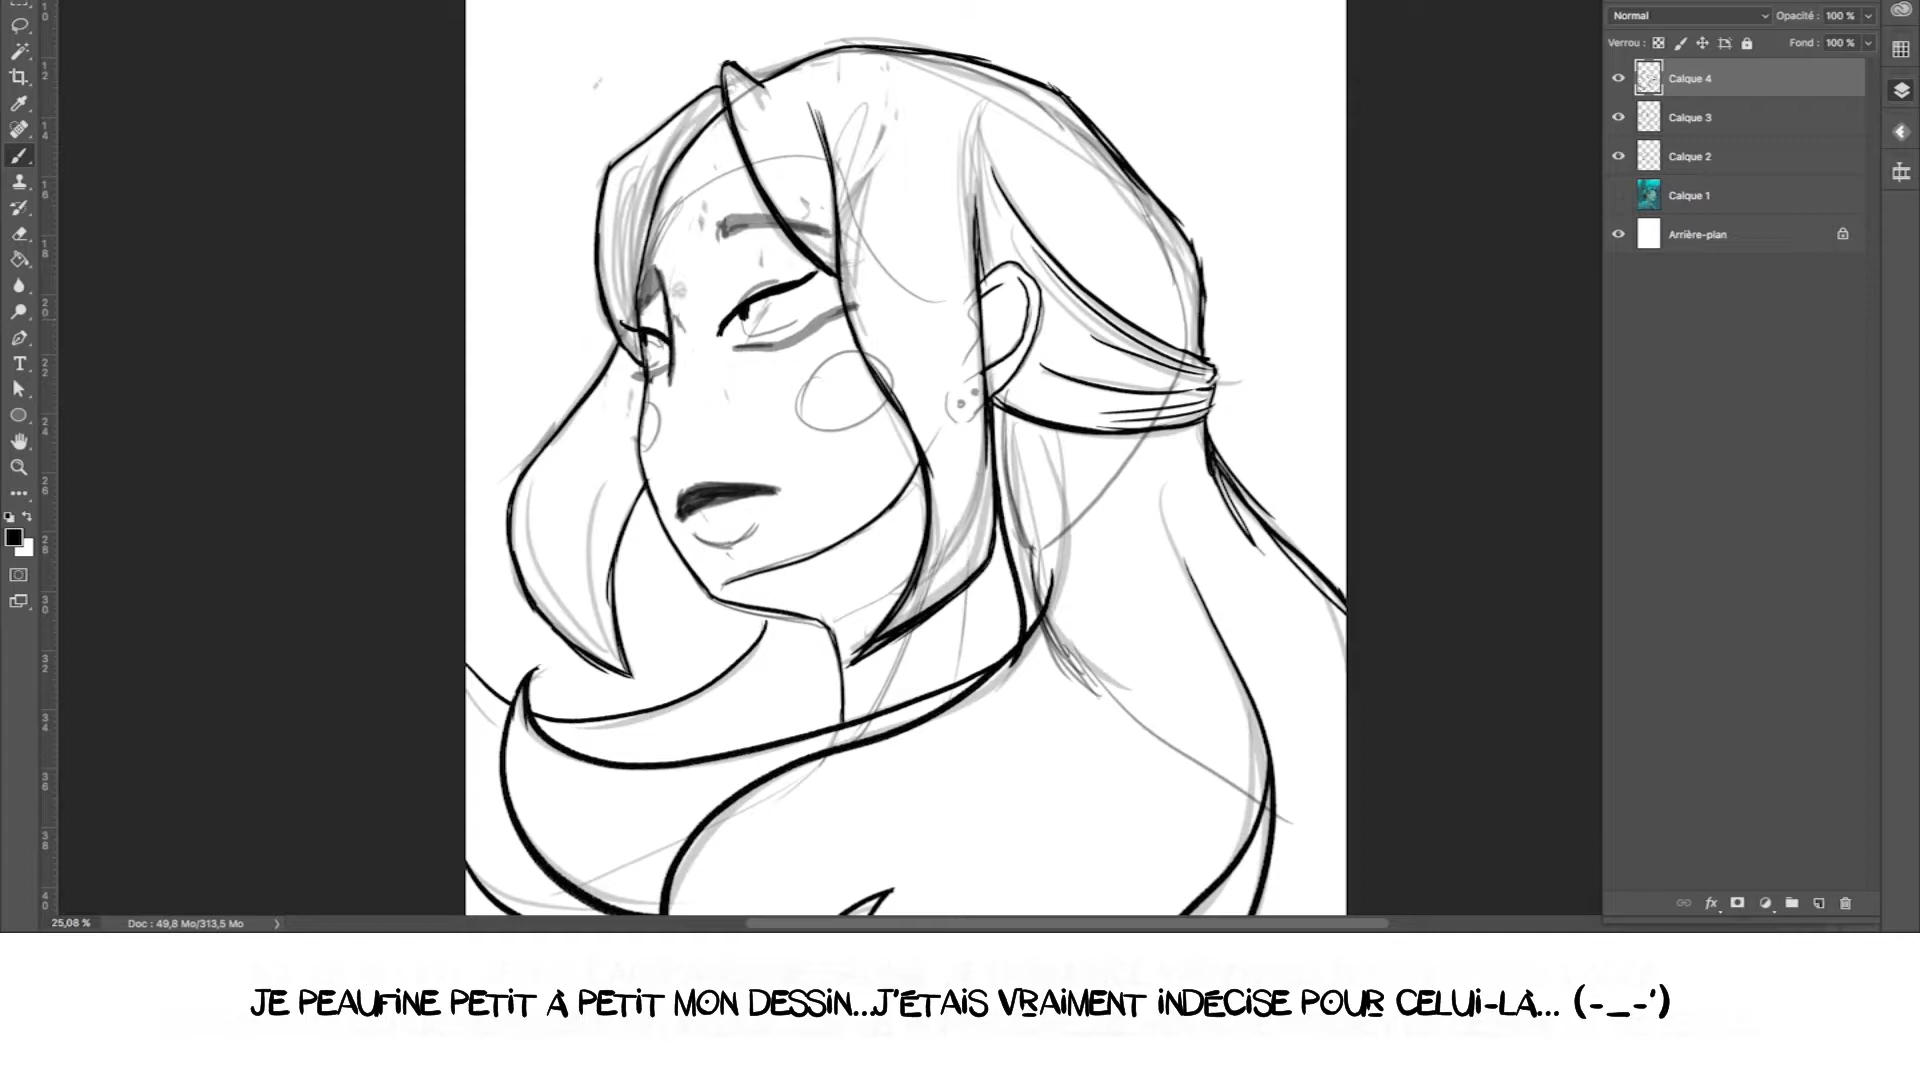 Normal Opacité : 100 %
Verrou : Fond : 100 %
Calque 4
Calque 3
Calque 2
Calque 1
Arrière-plan
fx
25,08 % Doc : 49,8 Mo/313,5 Mo
JE PEAUFINE PETIT À PETIT MON DESSIN...J'ÉTAIS VRAIMENT INDÉCISE POUR CELUI-LÀ... (-_-')